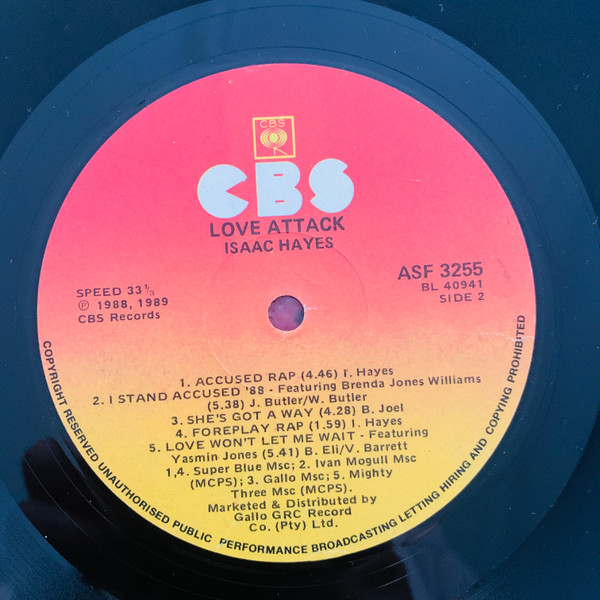 CBS
CBS
LOVE ATTACK
ISAAC HAYES
SPEED 33⅓
℗ 1988, 1989
CBS Records
ASF 3255
BL 40941
SIDE 2
1. ACCUSED RAP (4.46) I. Hayes
2. I STAND ACCUSED '88 - Featuring Brenda Jones Williams
(5.38) J. Butler/W. Butler
3. SHE'S GOT A WAY (4.28) B. Joel
4. FOREPLAY RAP (1.59) I. Hayes
5. LOVE WON'T LET ME WAIT - Featuring
Yasmin Jones (5.41) B. Eli/V. Barrett
1,4. Super Blue Msc; 2. Ivan Mogull Msc
(MCPS); 3. Gallo Msc; 5. Mighty
Three Msc (MCPS).
Marketed & Distributed by
Gallo GRC Record
Co. (Pty) Ltd.
COPYRIGHT RESERVED UNAUTHORISED PUBLIC PERFORMANCE BROADCASTING LETTING HIRING AND COPYING PROHIBITED